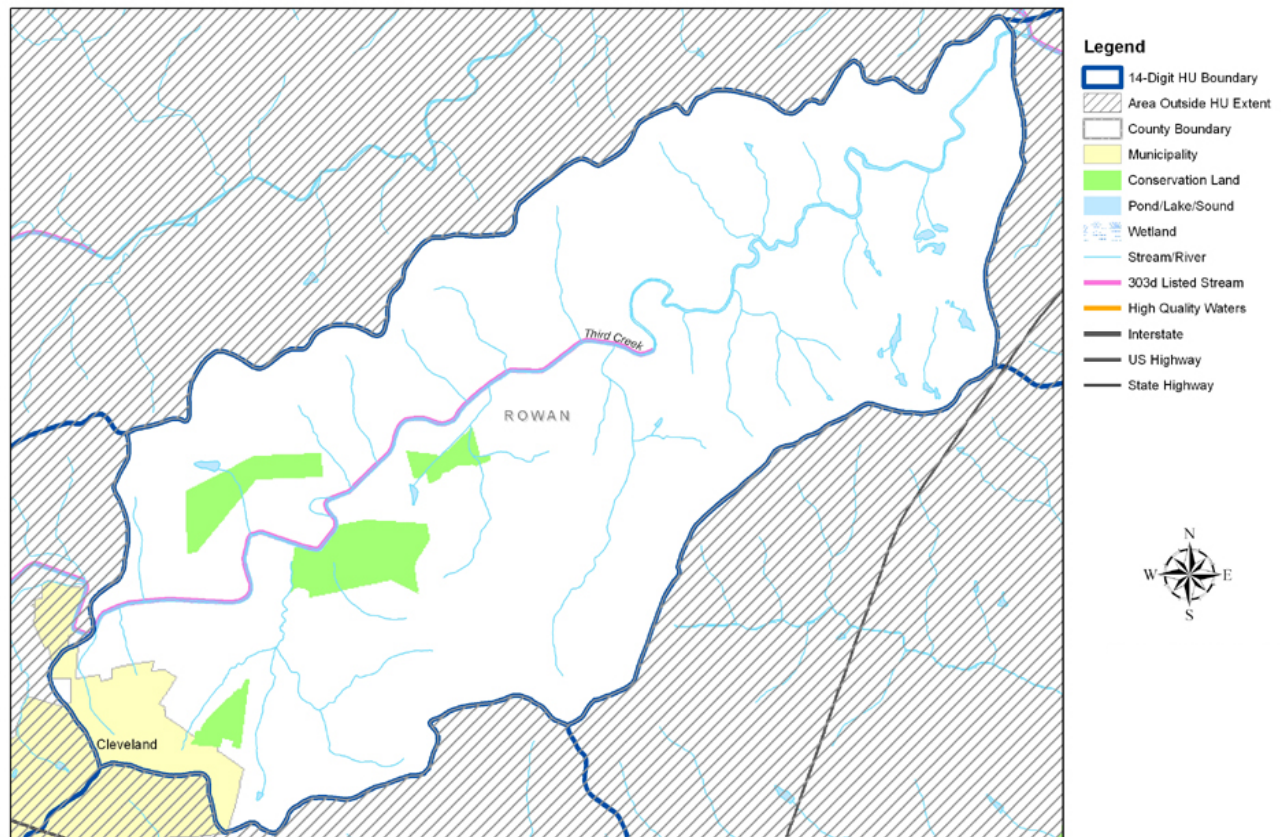 Legend
14-Digit HU Boundary
Area Outside HU Extent
County Boundary
Municipality
Conservation Land
Pond/Lake/Sound
Wetland
Stream/River
303d Listed Stream
High Quality Waters
Interstate
US Highway
State Highway
Third Creek
ROWAN
Cleveland
N
W E
S